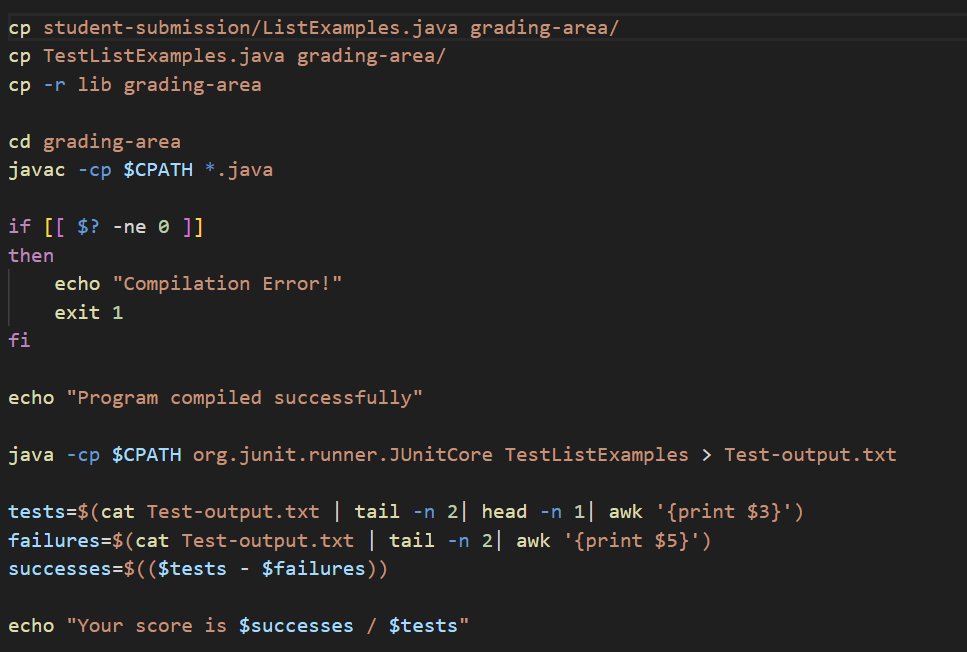 cp student-submission/ListExamples.java grading-area/
cp TestListExamples.java grading-area/
cp -r lib grading-area
cd grading-area
javac -cp $CPATH *.java
if [[ $? -ne 0 ]]
then
    echo "Compilation Error!"
    exit 1
fi
echo "Program compiled successfully"
java -cp $CPATH org.junit.runner.JUnitCore TestListExamples > Test-output.txt
tests=$(cat Test-output.txt | tail -n 2| head -n 1| awk '{print $3}')
failures=$(cat Test-output.txt | tail -n 2| awk '{print $5}')
successes=$(($tests - $failures))
echo "Your score is $successes / $tests"